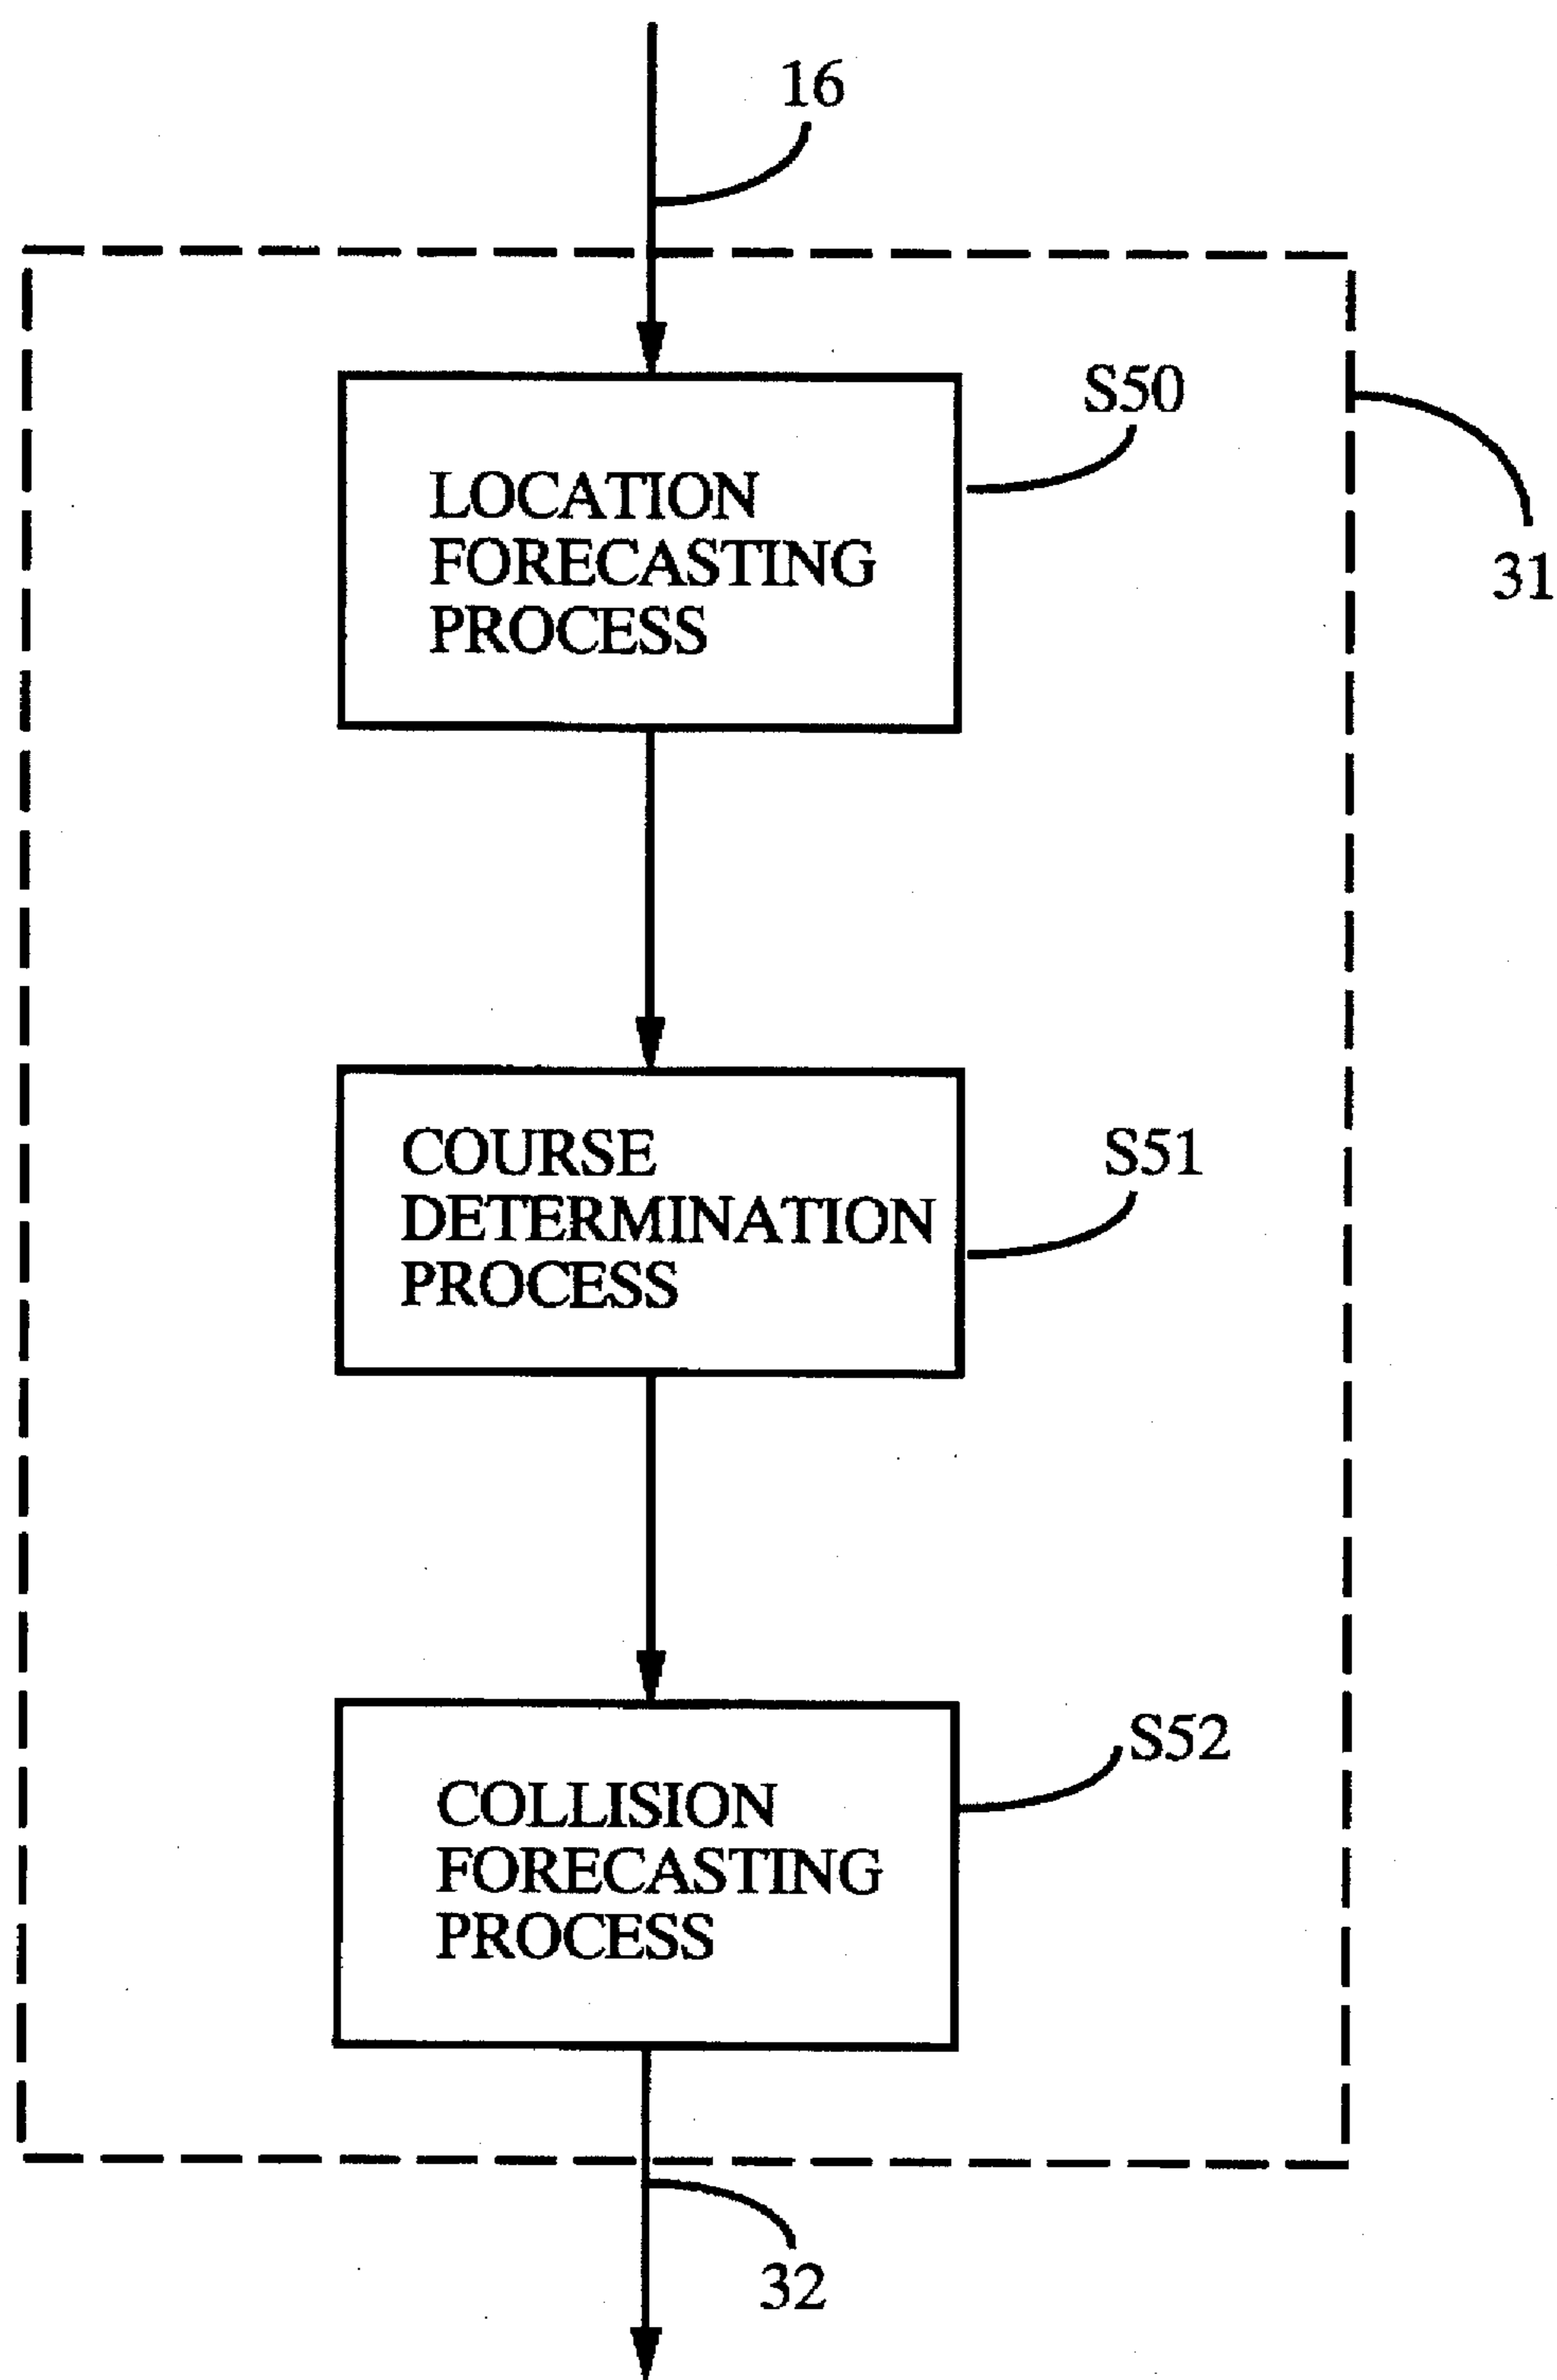 16
S50
LOCATION
FORECASTING
PROCESS
31
COURSE
DETERMINATION
PROCESS
S51
S52
COLLISION
FORECASTING
PROCESS
32